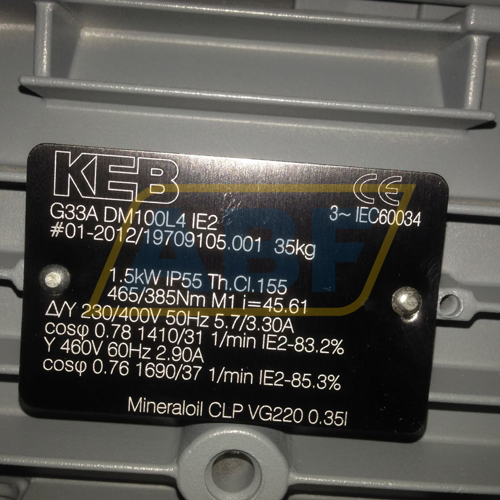 KEB
CE
G33A DM100L4 IE2
3~ IEC60034
#01-2012/19709105.001 35kg
1.5kW IP55 Th.Cl.155
465/385Nm M1 i=45.61
Δ/Y 230/400V 50Hz 5.7/3.30A
cosφ 0.78 1410/31 1/min IE2-83.2%
Y 460V 60Hz 2.90A
cosφ 0.76 1690/37 1/min IE2-85.3%
Mineraloil CLP VG220 0.35l
ABF